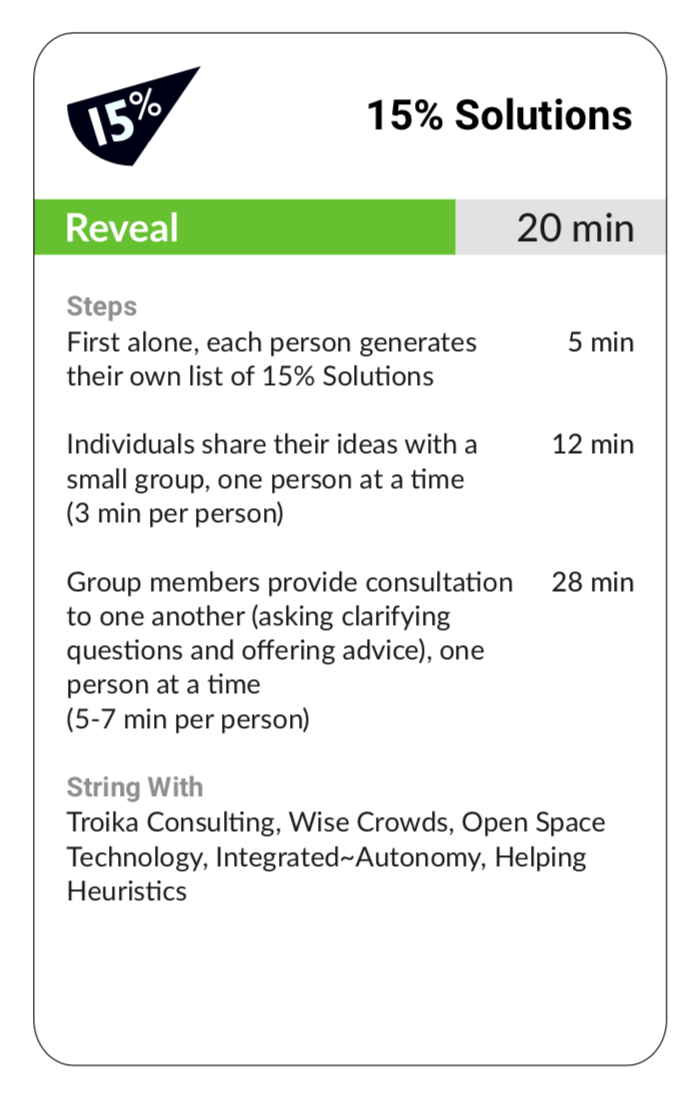 15%
15% Solutions
Reveal 20 min
Steps
First alone, each person generates 5 min
their own list of 15% Solutions
Individuals share their ideas with a 12 min
small group, one person at a time
(3 min per person)
Group members provide consultation 28 min
to one another (asking clarifying
questions and offering advice), one
person at a time
(5-7 min per person)
String With
Troika Consulting, Wise Crowds, Open Space
Technology, Integrated~Autonomy, Helping
Heuristics